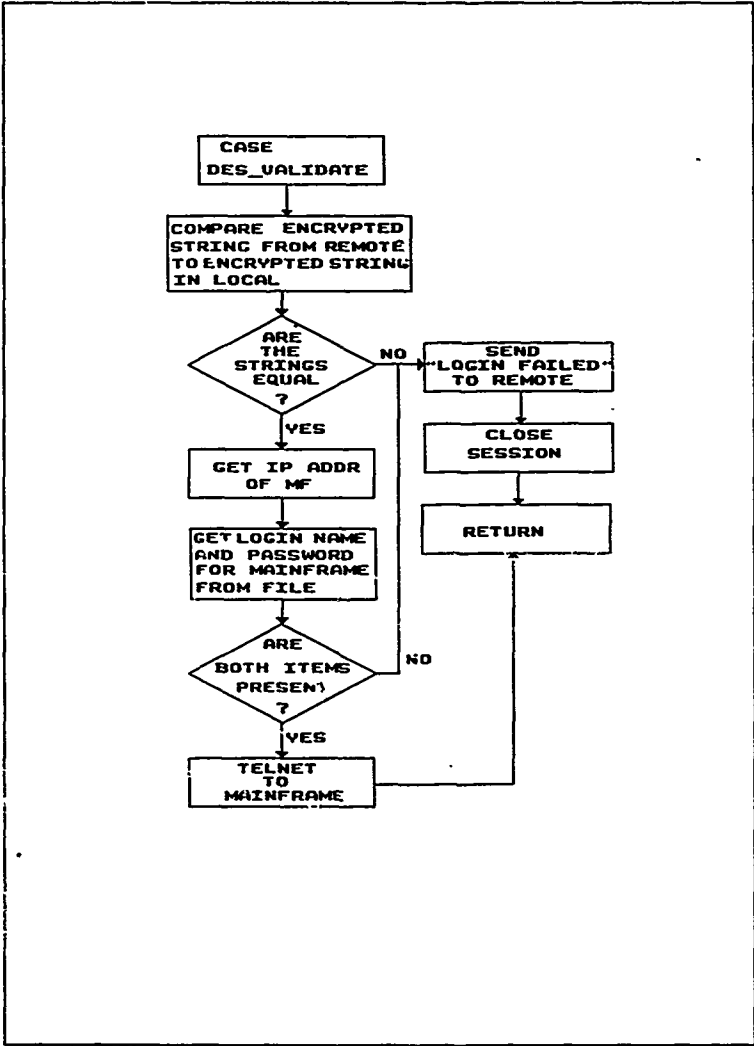 CASE
DES_VALIDATE
COMPARE ENCRYPTED
STRING FROM REMOTE
TO ENCRYPTED STRING
IN LOCAL
ARE
THE
STRINGS
EQUAL
?
NO
SEND
"LOGIN FAILED"
TO REMOTE
YES
CLOSE
SESSION
GET IP ADDR
OF MF
RETURN
GET LOGIN NAME
AND PASSWORD
FOR MAINFRAME
FROM FILE
ARE
BOTH ITEMS
PRESENT
?
NO
YES
TELNET
TO
MAINFRAME